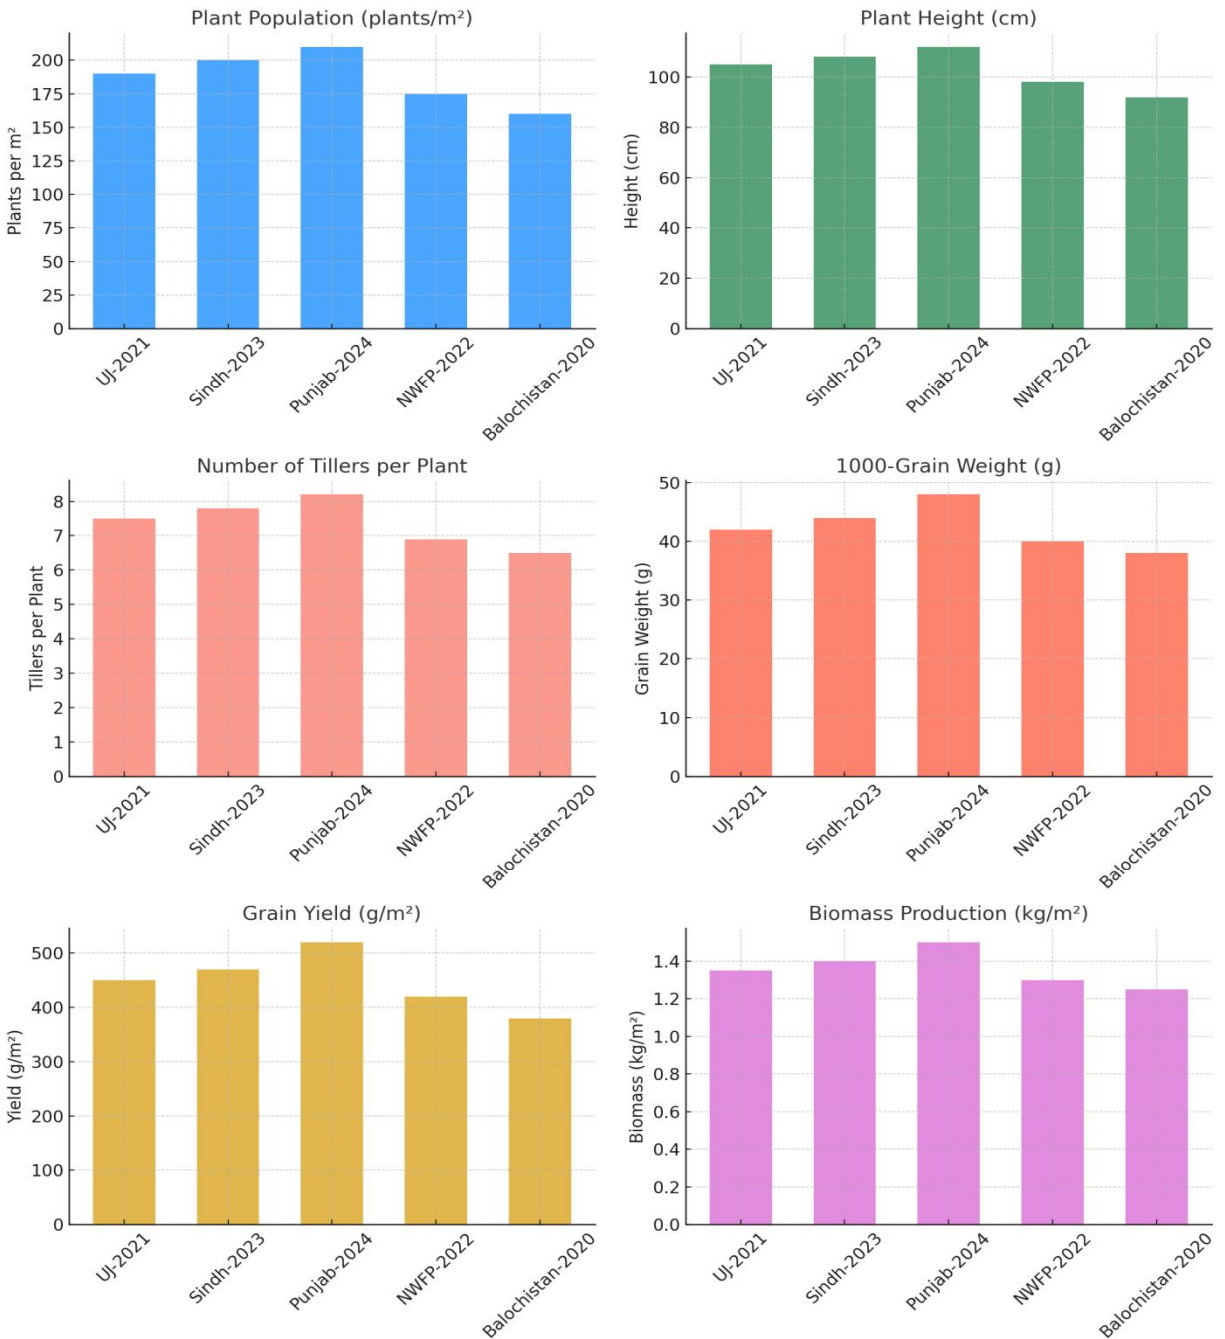 Plant Population (plants/m²)
Plants per m²
200
175
150
125
100
75
50
25
0
UJ-2021
Sindh-2023
Punjab-2024
NWFP-2022
Balochistan-2020
Plant Height (cm)
Height (cm)
100
80
60
40
20
0
UJ-2021
Sindh-2023
Punjab-2024
NWFP-2022
Balochistan-2020
Number of Tillers per Plant
Tillers per Plant
8
7
6
5
4
3
2
1
0
UJ-2021
Sindh-2023
Punjab-2024
NWFP-2022
Balochistan-2020
1000-Grain Weight (g)
Grain Weight (g)
50
40
30
20
10
0
UJ-2021
Sindh-2023
Punjab-2024
NWFP-2022
Balochistan-2020
Grain Yield (g/m²)
Yield (g/m²)
500
400
300
200
100
0
UJ-2021
Sindh-2023
Punjab-2024
NWFP-2022
Balochistan-2020
Biomass Production (kg/m²)
Biomass (kg/m²)
1.4
1.2
1.0
0.8
0.6
0.4
0.2
0.0
UJ-2021
Sindh-2023
Punjab-2024
NWFP-2022
Balochistan-2020